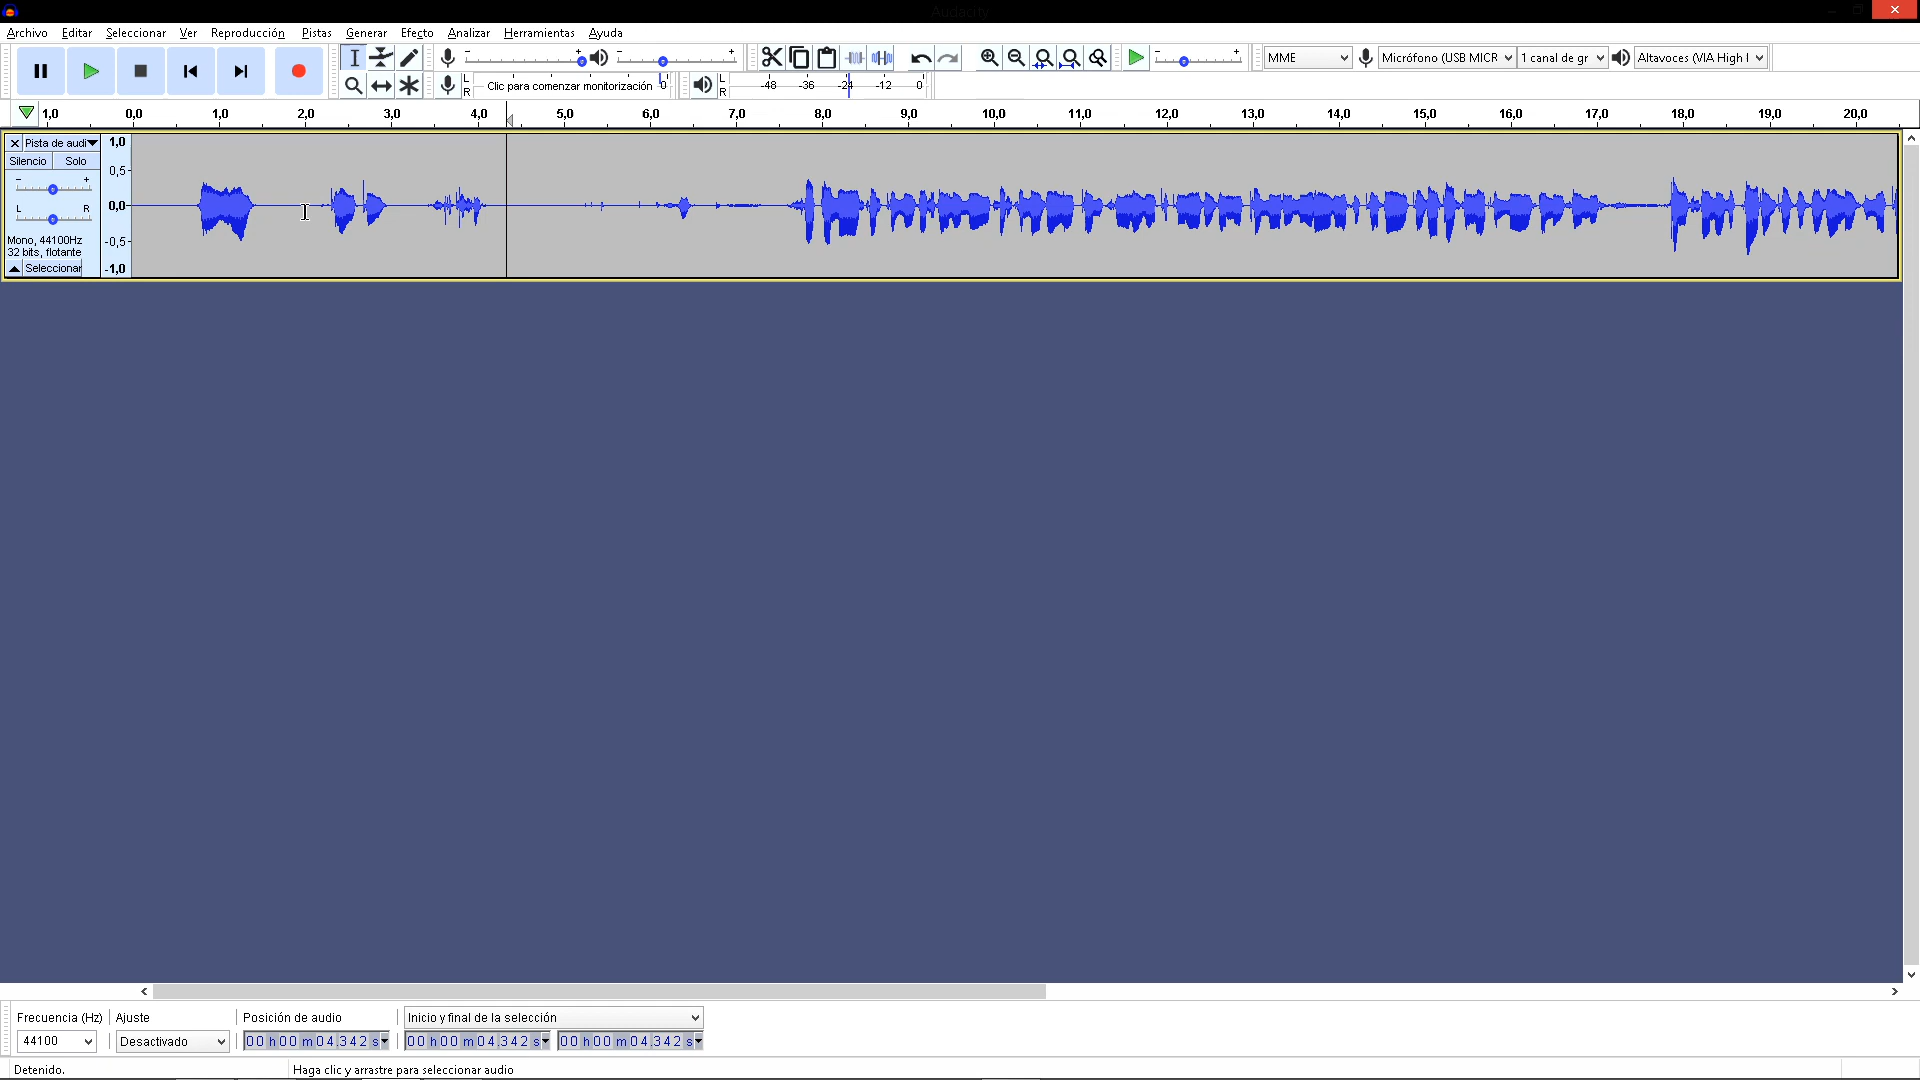 Audacity
Archivo Editar Seleccionar Ver Reproducción Pistas Generar Efecto Analizar Herramientas Ayuda
- + - + - + MME Micrófono (USB MICR 1 canal de gr Altavoces (VIA High I
L R Clic para comenzar monitorización 0 L R -48 -36 -24 -12 0
1,0 0,0 1,0 2,0 3,0 4,0 5,0 6,0 7,0 8,0 9,0 10,0 11,0 12,0 13,0 14,0 15,0 16,0 17,0 18,0 19,0 20,0
Pista de audi 1,0
Silencio Solo 0,5
- +
L R 0,0
Mono, 44100Hz -0,5
32 bits, flotante
Seleccionar -1,0
Frecuencia (Hz) Ajuste Posición de audio Inicio y final de la selección
44100 Desactivado 00 h 00 m 04.342 s 00 h 00 m 04.342 s 00 h 00 m 04.342 s
Detenido. Haga clic y arrastre para seleccionar audio